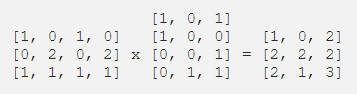 [1, 0, 1]
[1, 0, 1, 0] [1, 0, 0] [1, 0, 2]
[0, 2, 0, 2] x [0, 0, 1] = [2, 2, 2]
[1, 1, 1, 1] [0, 1, 1] [2, 1, 3]